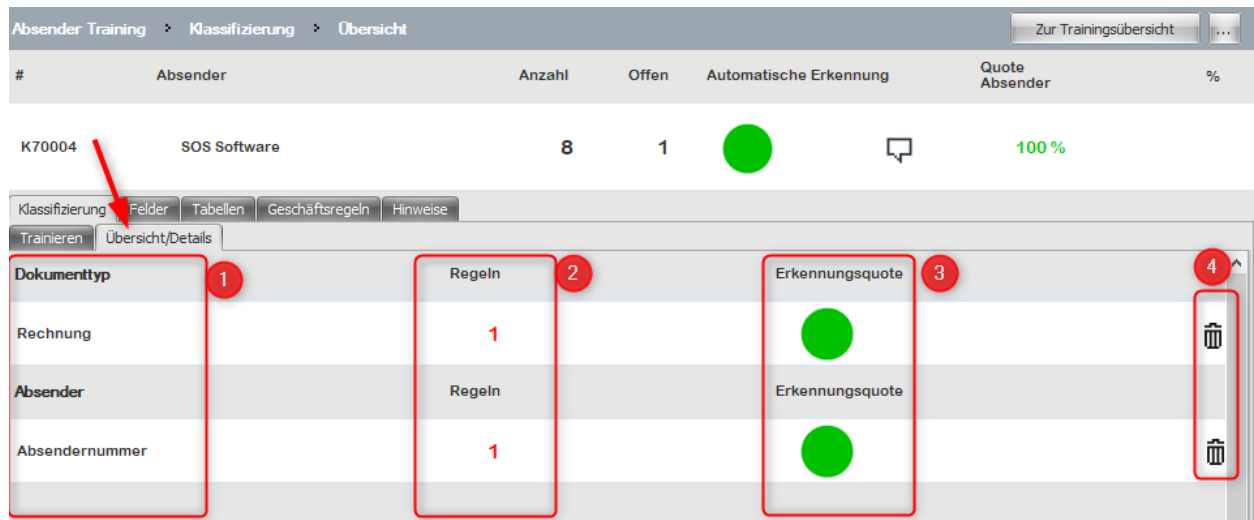 Absender Training Klassifizierung Übersicht Zur Trainingsübersicht ...
# Absender Anzahl Offen Automatische Erkennung Quote Absender %
K70004 SOS Software 8 1 100 %
Klassifizierung Felder Tabellen Geschäftsregeln Hinweise
Trainieren Übersicht/Details
Dokumenttyp 1 Regeln 2 Erkennungsquote 3 4
Rechnung 1
Absender Regeln Erkennungsquote
Absendernummer 1